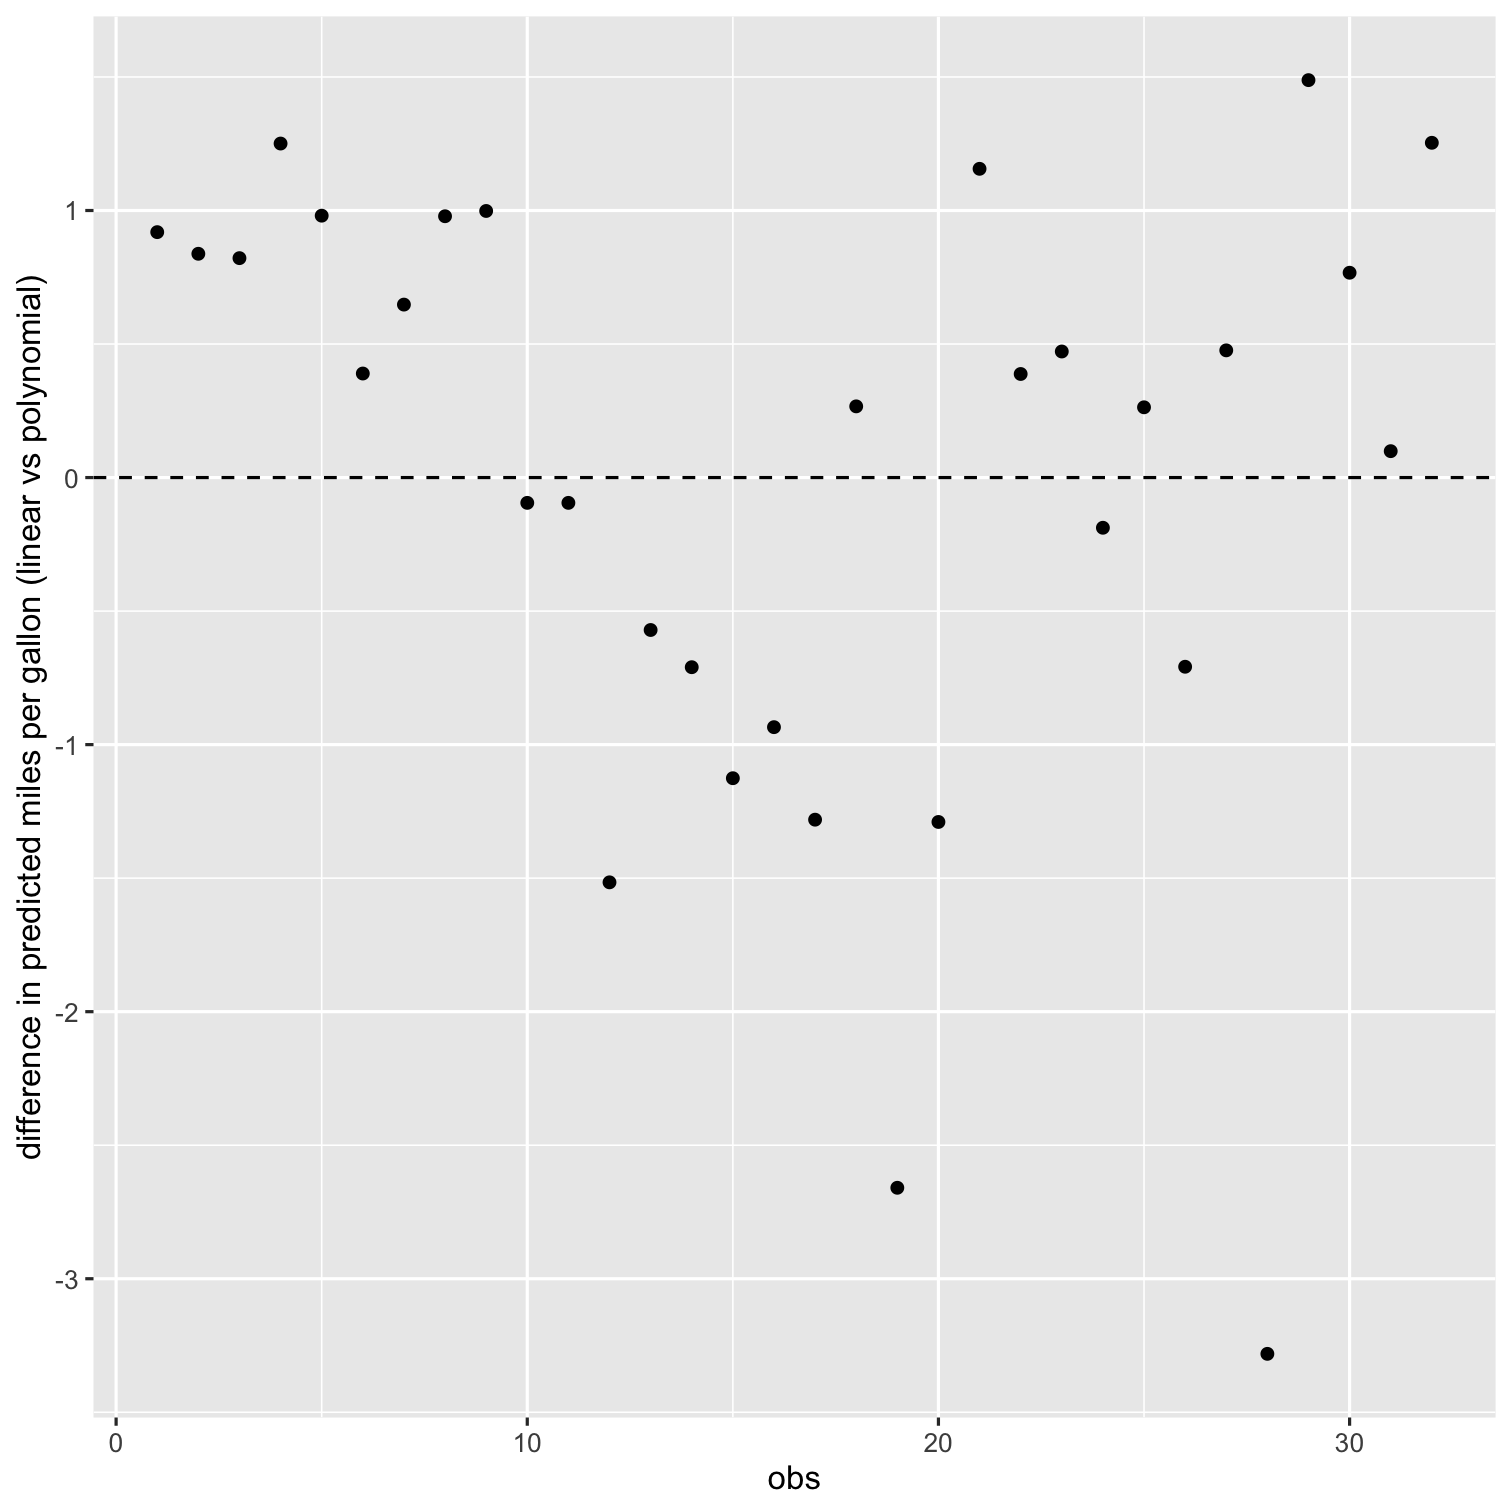 difference in predicted miles per gallon (linear vs polynomial)
1
0
-1
-2
-3
0 10 20 30
obs